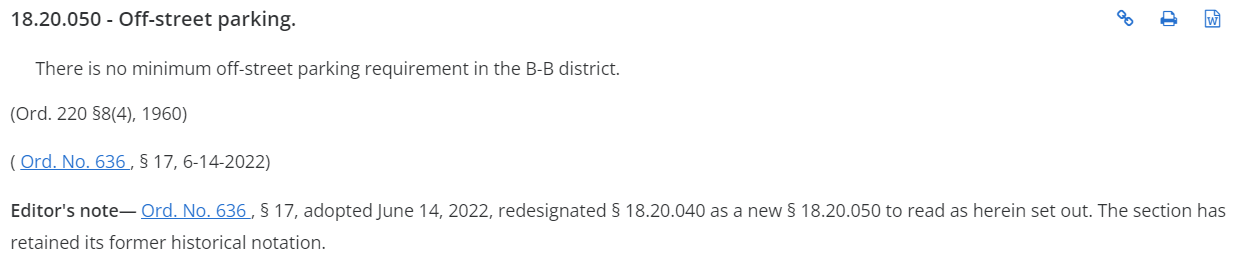 18.20.050 - Off-street parking.
There is no minimum off-street parking requirement in the B-B district.
(Ord. 220 §8(4), 1960)
( Ord. No. 636 , § 17, 6-14-2022)
Editor's note— Ord. No. 636 , § 17, adopted June 14, 2022, redesignated § 18.20.040 as a new § 18.20.050 to read as herein set out. The section has
retained its former historical notation.